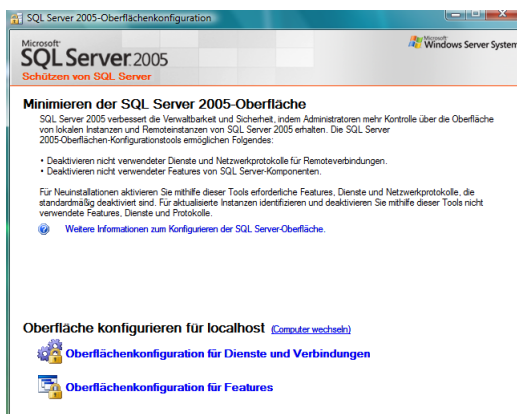 SQL Server 2005-Oberflächenkonfiguration
Microsoft
SQL Server 2005
Schützen von SQL Server
Microsoft
Windows Server System
Minimieren der SQL Server 2005-Oberfläche
SQL Server 2005 verbessert die Verwaltbarkeit und Sicherheit, indem Administratoren mehr Kontrolle über die Oberfläche
von lokalen Instanzen und Remoteinstanzen von SQL Server 2005 erhalten. Die SQL Server
2005-Oberflächen-Konfigurationstools ermöglichen Folgendes:
• Deaktivieren nicht verwendeter Dienste und Netzwerkprotokolle für Remoteverbindungen.
• Deaktivieren nicht verwendeter Features von SQL Server-Komponenten.
Für Neuinstallationen aktivieren Sie mithilfe dieser Tools erforderliche Features, Dienste und Netzwerkprotokolle, die
standardmäßig deaktiviert sind. Für aktualisierte Instanzen identifizieren und deaktivieren Sie mithilfe dieser Tools nicht
verwendete Features, Dienste und Protokolle.
Weitere Informationen zum Konfigurieren der SQL Server-Oberfläche.
Oberfläche konfigurieren für localhost (Computer wechseln)
Oberflächenkonfiguration für Dienste und Verbindungen
Oberflächenkonfiguration für Features